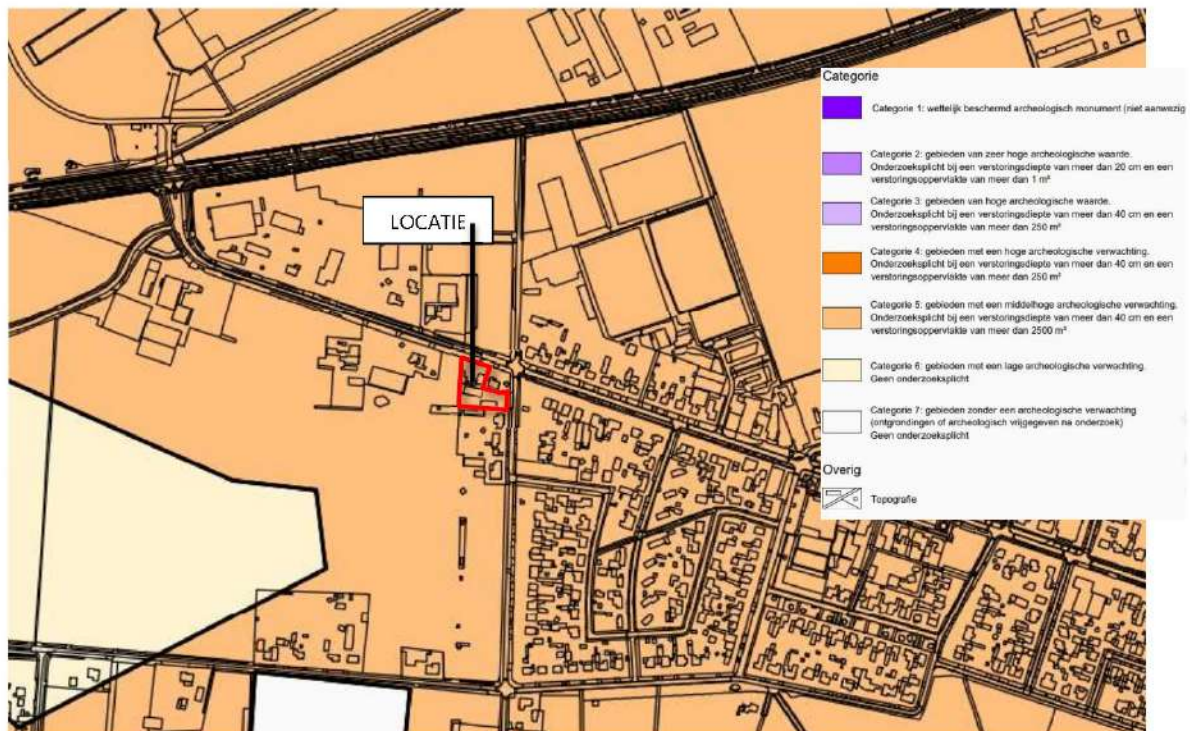 LOCATIE
Categorie
Categorie 1: wettelijk beschermd archeologisch monument (niet aanwezig
Categorie 2: gebieden van zeer hoge archeologische waarde.
Onderzoeksplicht bij een verstoringsdiepte van meer dan 20 cm en een
verstoringsoppervlakte van meer dan 1 m²
Categorie 3: gebieden van hoge archeologische waarde.
Onderzoeksplicht bij een verstoringsdiepte van meer dan 40 cm en een
verstoringsoppervlakte van meer dan 250 m²
Categorie 4: gebieden met een hoge archeologische verwachting.
Onderzoeksplicht bij een verstoringsdiepte van meer dan 40 cm en een
verstoringsoppervlakte van meer dan 250 m²
Categorie 5: gebieden met een middelhoge archeologische verwachting.
Onderzoeksplicht bij een verstoringsdiepte van meer dan 40 cm en een
verstoringsoppervlakte van meer dan 2500 m²
Categorie 6: gebieden met een lage archeologische verwachting.
Geen onderzoeksplicht
Categorie 7: gebieden zonder een archeologische verwachting
(ontgrondingen of archeologisch vrijgegeven na onderzoek)
Geen onderzoeksplicht
Overig
Topografie